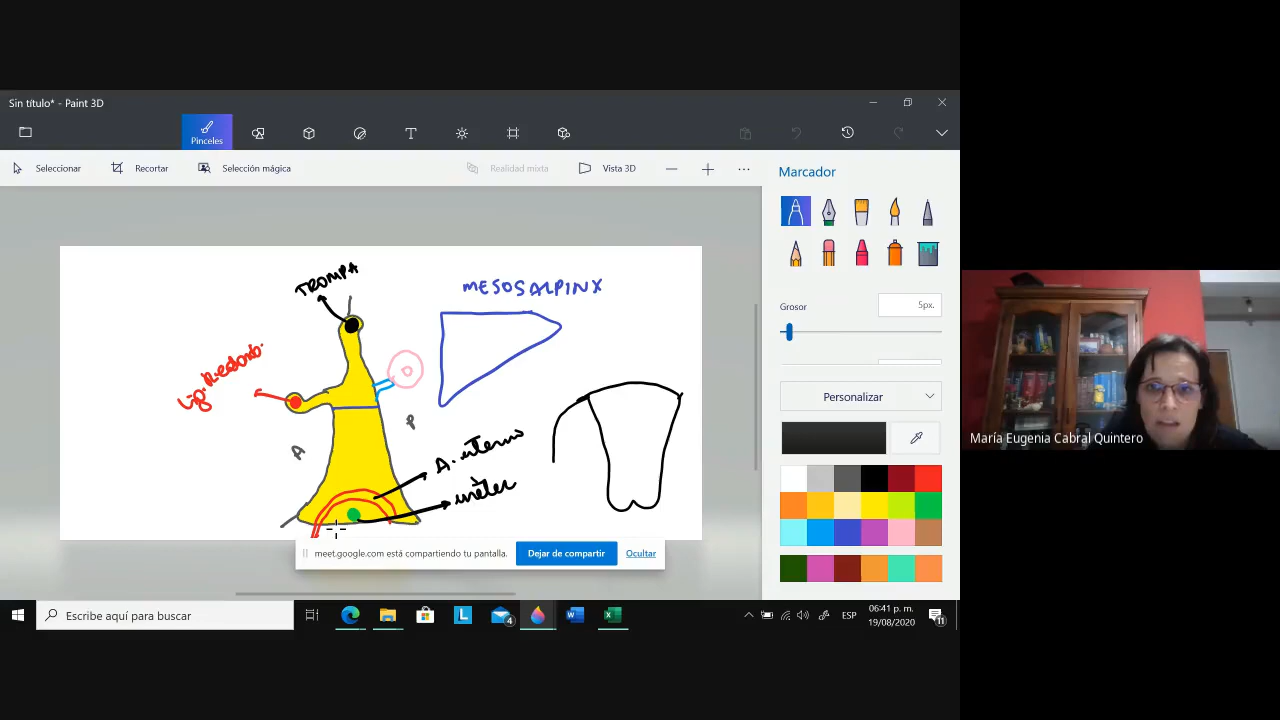 Sin título* - Paint 3D
Pinceles
Seleccionar
Recortar
Selección mágica
Realidad mixta
Vista 3D
Marcador
Grosor
5px.
Personalizar
TROMPA
MESOSALPINX
Lig. Redondo.
A
P
A. uterina
uréter
meet.google.com está compartiendo tu pantalla.
Dejar de compartir
Ocultar
María Eugenia Cabral Quintero
Escribe aquí para buscar
L
4
W
X
ESP
06:41 p. m.
19/08/2020
11